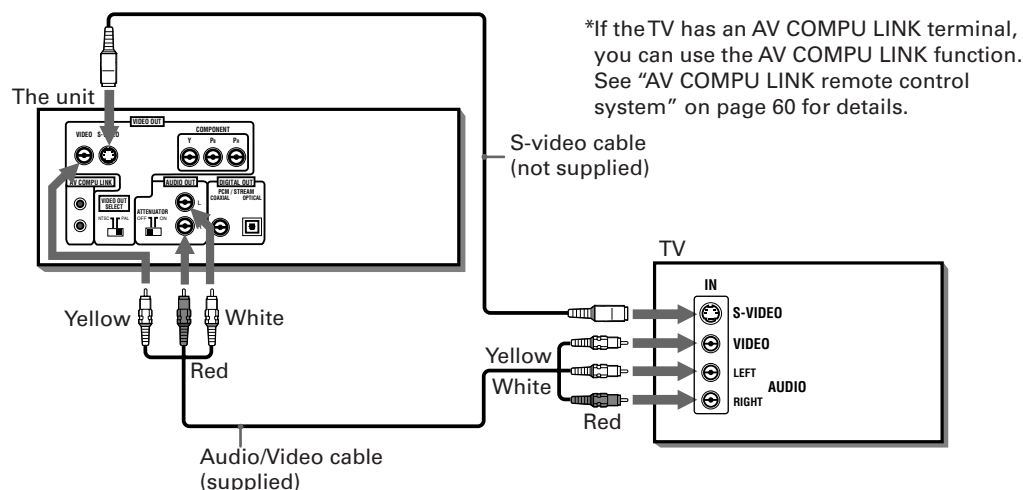 *If the TV has an AV COMPU LINK terminal,
you can use the AV COMPU LINK function.
See “AV COMPU LINK remote control
system” on page 60 for details.
The unit
VIDEO OUT
VIDEO
COMPONENT
Y PB PR
AV COMPU LINK
AUDIO OUT
DIGITAL OUT
PCM / STREAM
COAXIAL OPTICAL
VIDEO OUT
SELECT
NTSC PAL
ATTENUATOR
OFF ON
L
S-video cable
(not supplied)
Yellow
White
Red
TV
IN
S-VIDEO
VIDEO
LEFT
AUDIO
RIGHT
Yellow
White
Red
Audio/Video cable
(supplied)